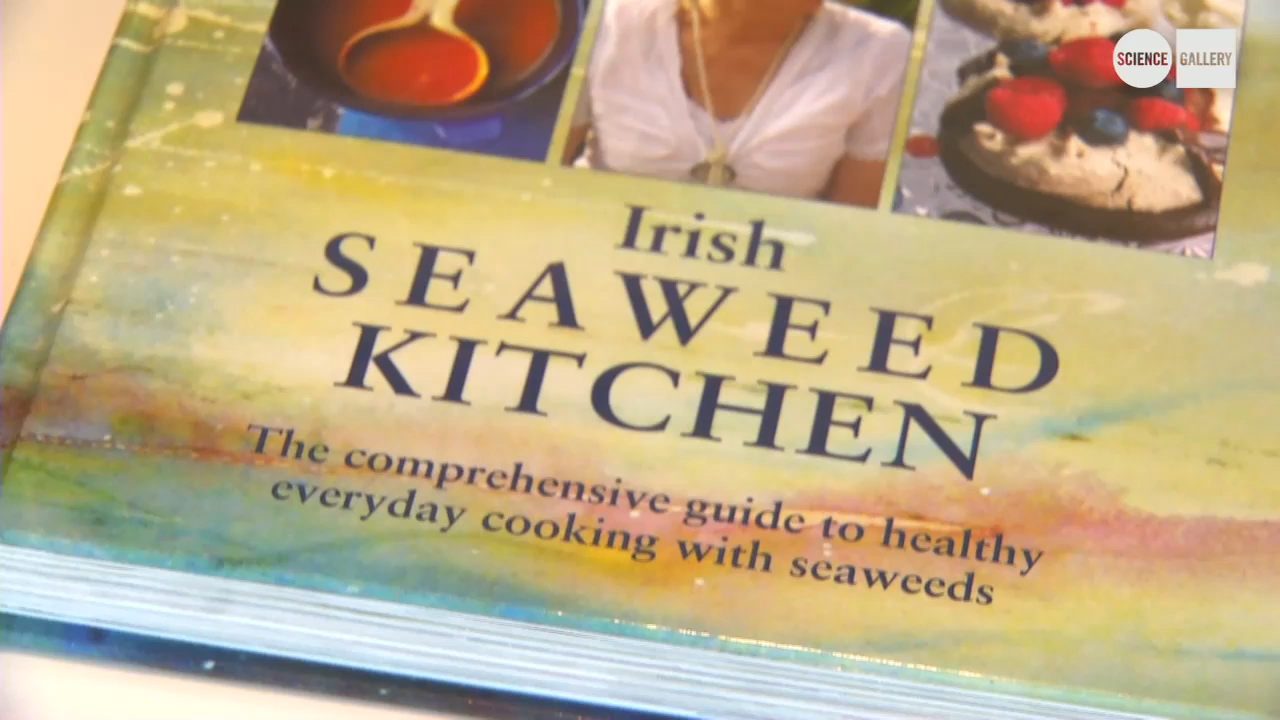 SCIENCE GALLERY
Irish
SEAWEED
KITCHEN
The comprehensive guide to healthy
everyday cooking with seaweeds